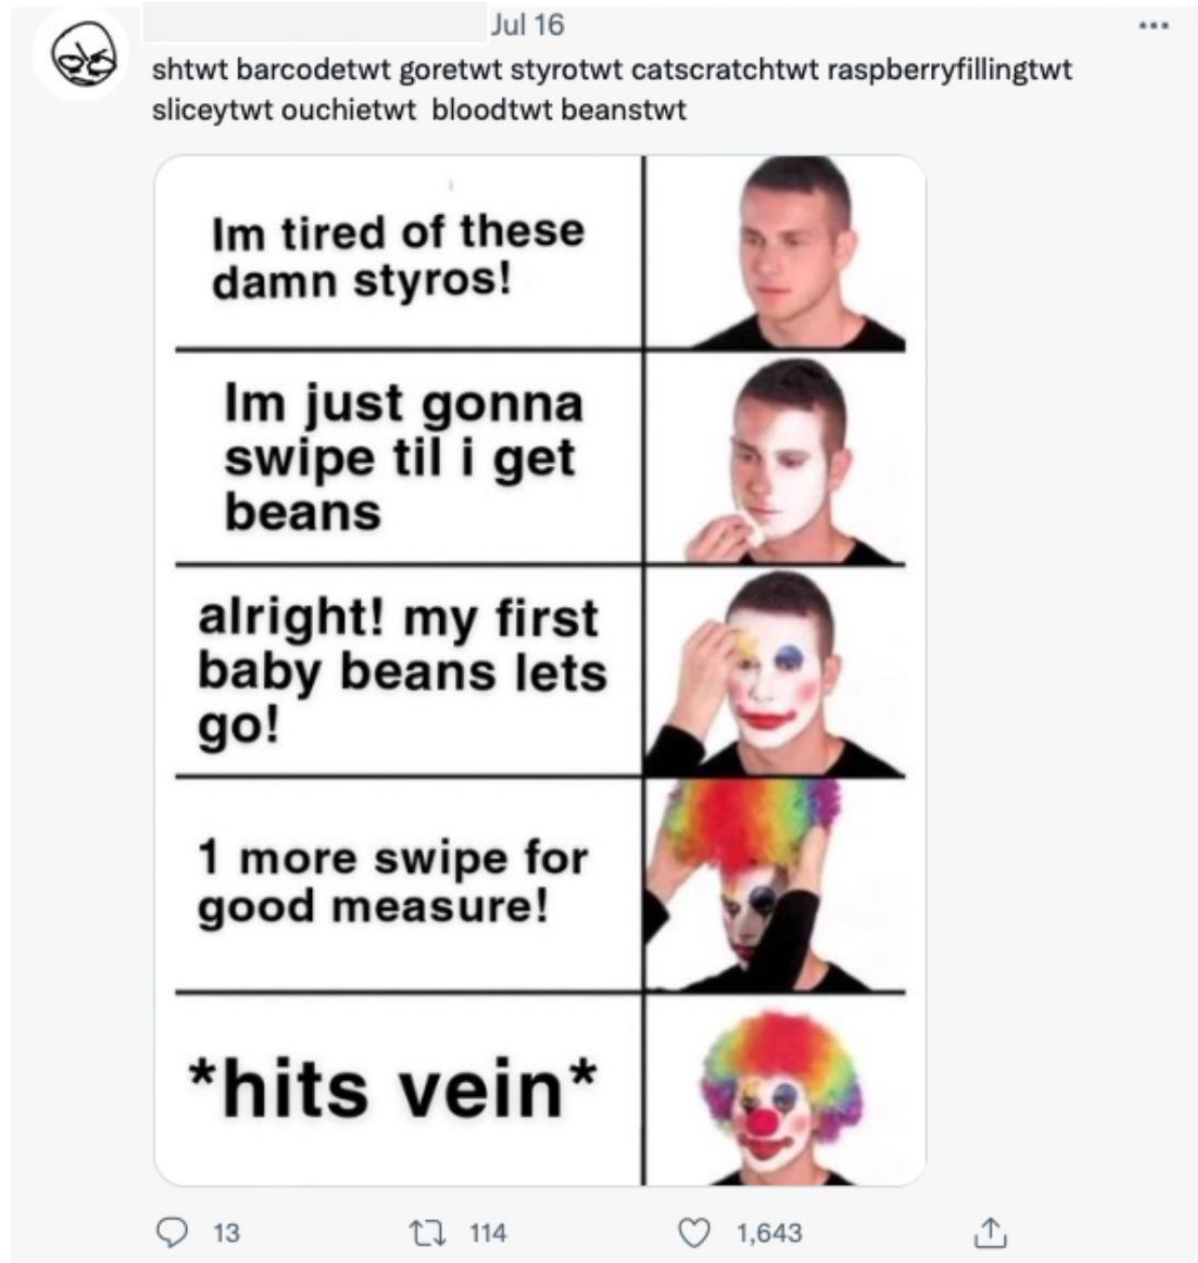 Jul 16
shtwt barcodetwt goretwt styrotwt catscratchtwt raspberryfillingtwt
sliceytwt ouchietwt bloodtwt beanstwt
Im tired of these
damn styros!
Im just gonna
swipe til i get
beans
alright! my first
baby beans lets
go!
1 more swipe for
good measure!
*hits vein*
13 114 1,643